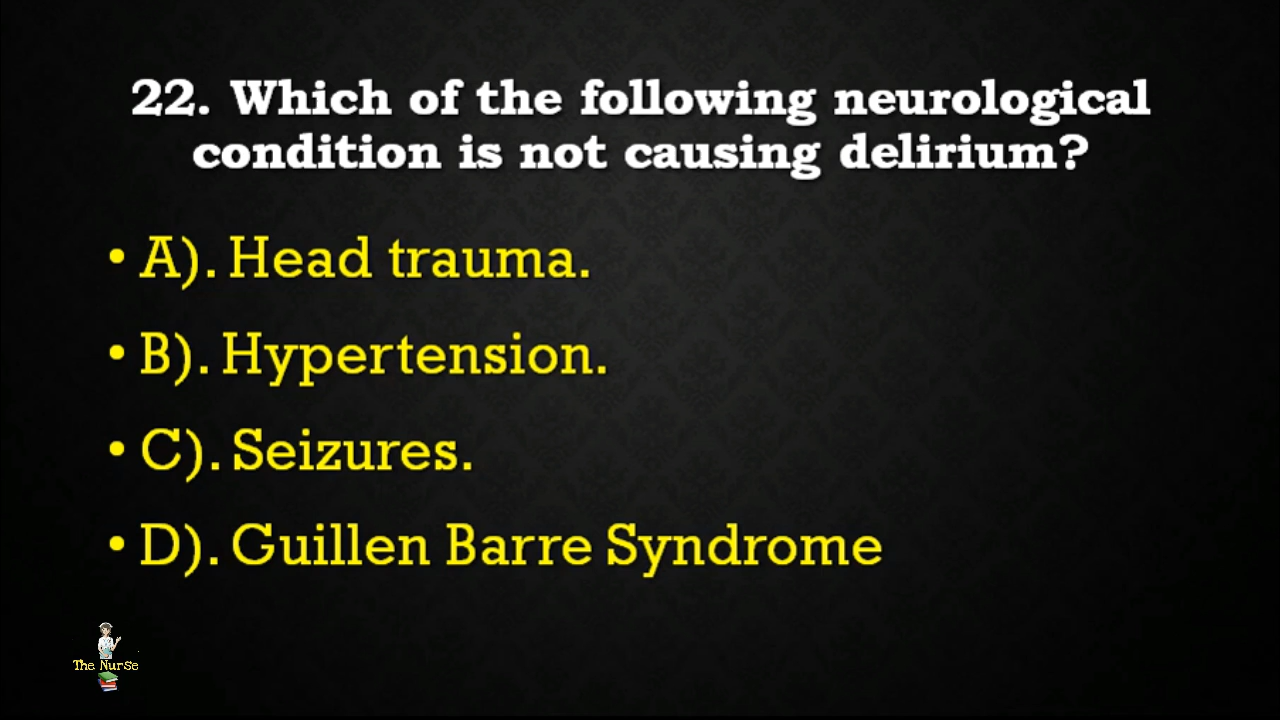 22. Which of the following neurological
condition is not causing delirium?
• A). Head trauma.
• B). Hypertension.
• C). Seizures.
• D). Guillen Barre Syndrome
The Nurse